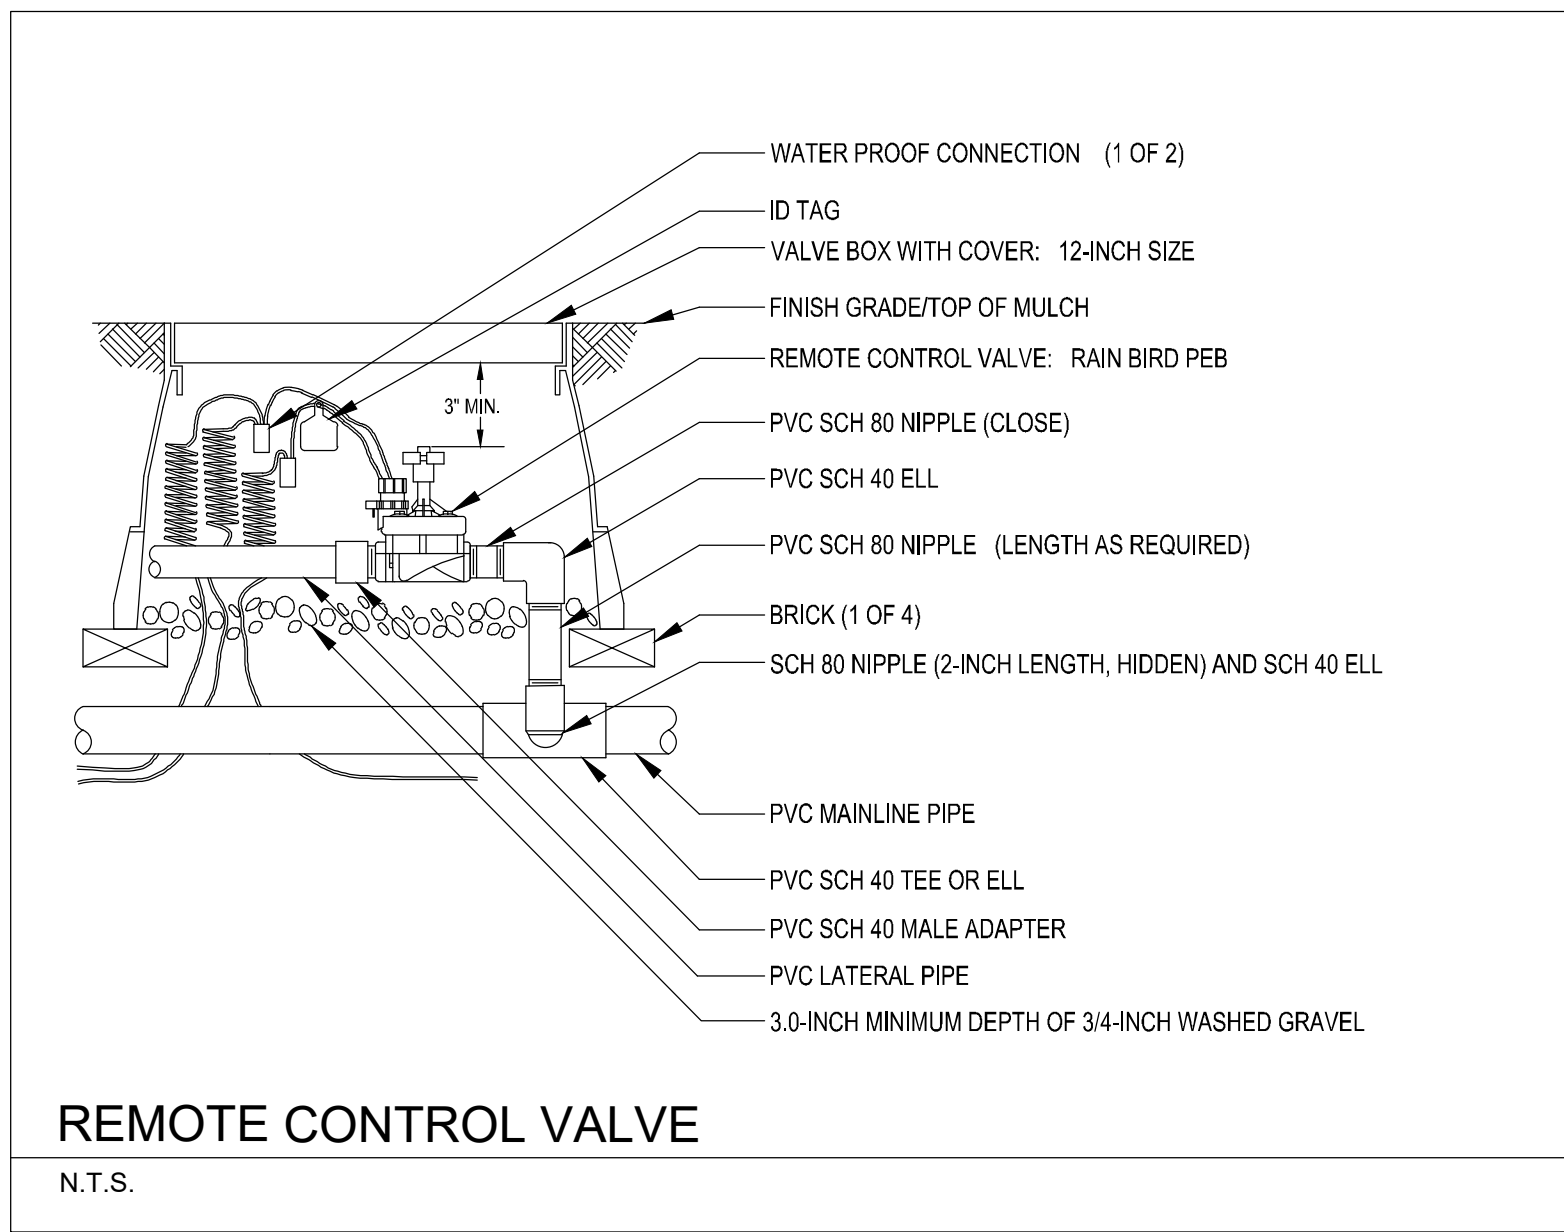 WATER PROOF CONNECTION (1 OF 2)
ID TAG
VALVE BOX WITH COVER: 12-INCH SIZE
FINISH GRADE/TOP OF MULCH
REMOTE CONTROL VALVE: RAIN BIRD PEB
3" MIN.
PVC SCH 80 NIPPLE (CLOSE)
PVC SCH 40 ELL
PVC SCH 80 NIPPLE (LENGTH AS REQUIRED)
BRICK (1 OF 4)
SCH 80 NIPPLE (2-INCH LENGTH, HIDDEN) AND SCH 40 ELL
PVC MAINLINE PIPE
PVC SCH 40 TEE OR ELL
PVC SCH 40 MALE ADAPTER
PVC LATERAL PIPE
3.0-INCH MINIMUM DEPTH OF 3/4-INCH WASHED GRAVEL
REMOTE CONTROL VALVE
N.T.S.